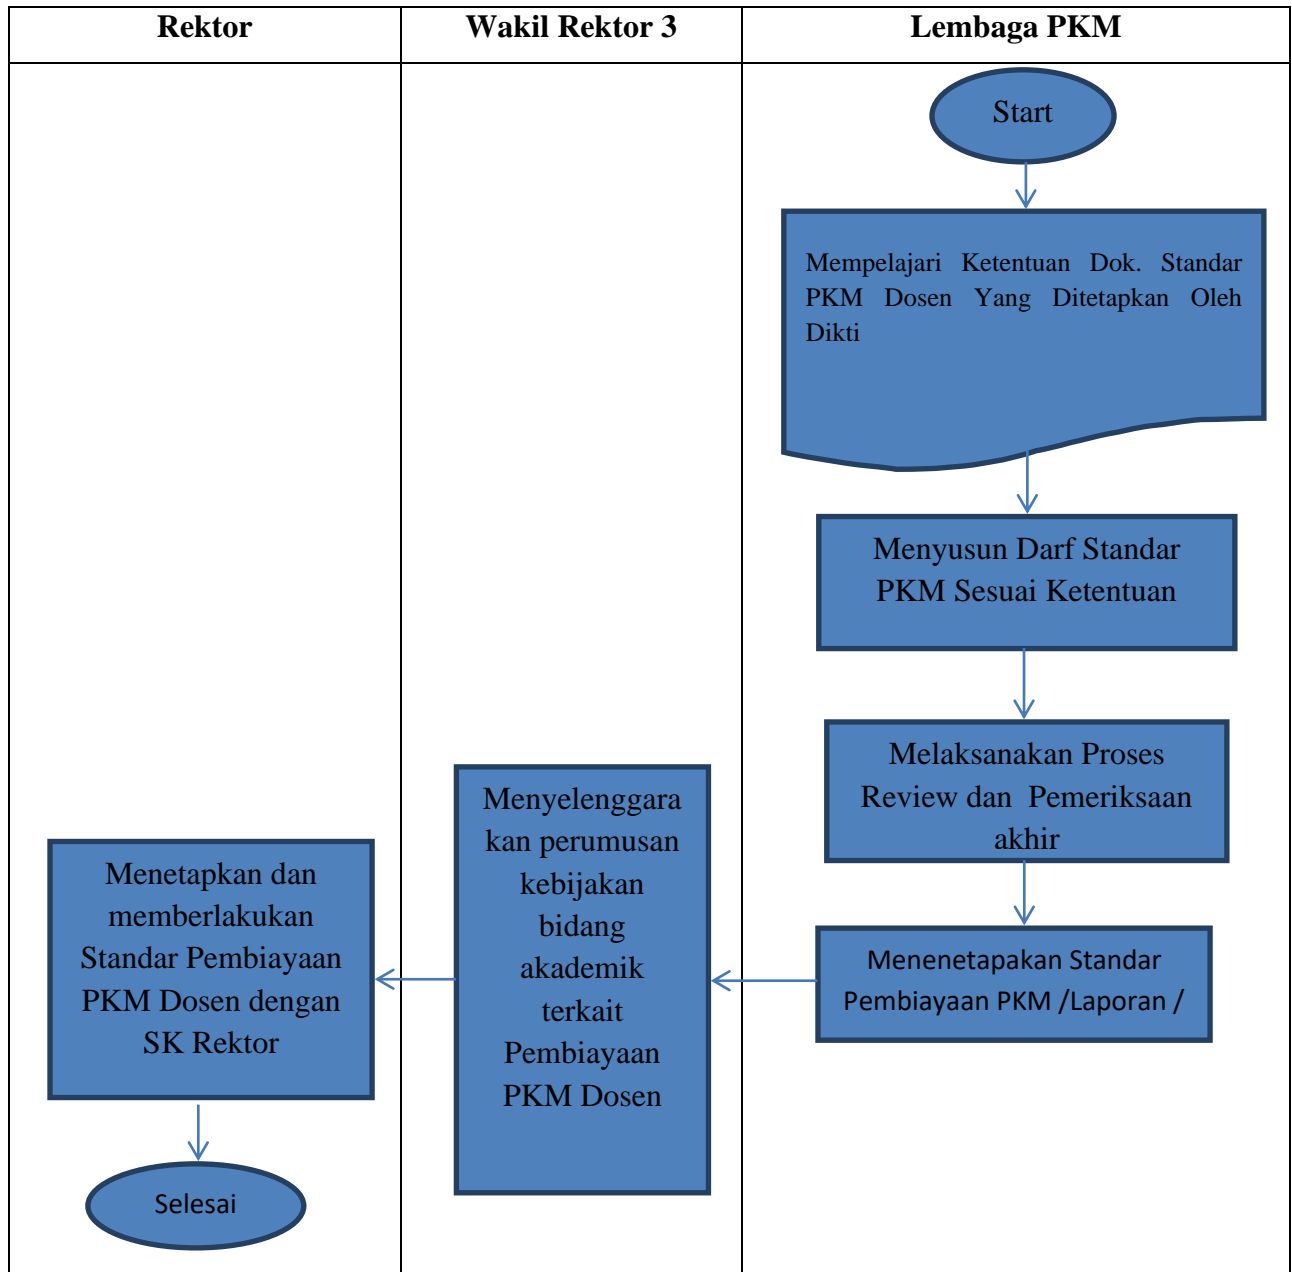 Rektor
Wakil Rektor 3
Lembaga PKM
Start
Mempelajari Ketentuan Dok. Standar
PKM Dosen Yang Ditetapkan Oleh
Dikti
Menyusun Darf Standar
PKM Sesuai Ketentuan
Melaksanakan Proses
Review dan Pemeriksaan
akhir
Menenetapakan Standar
Pembiayaan PKM /Laporan /
Menyelenggara
kan perumusan
kebijakan
bidang
akademik
terkait
Pembiayaan
PKM Dosen
Menetapkan dan
memberlakukan
Standar Pembiayaan
PKM Dosen dengan
SK Rektor
Selesai